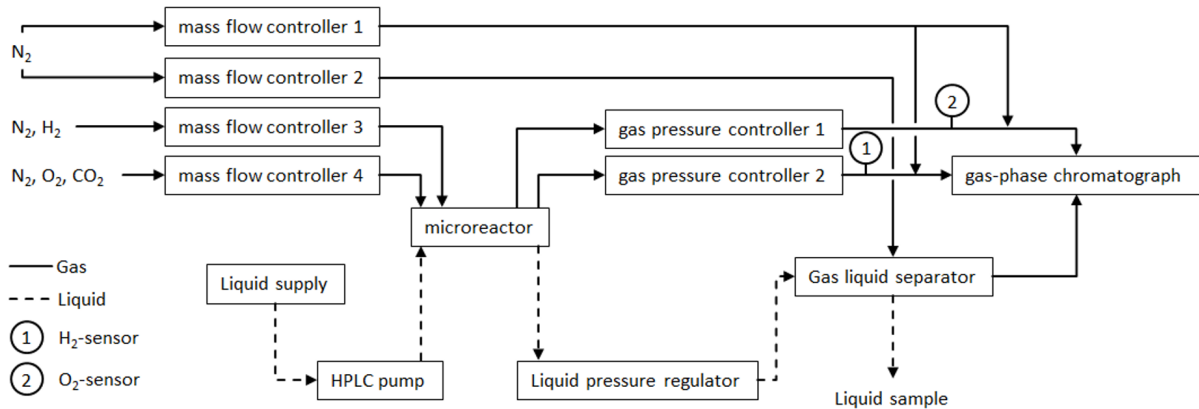 N₂
mass flow controller 1
mass flow controller 2
N₂, H₂
mass flow controller 3
N₂, O₂, CO₂
mass flow controller 4
gas pressure controller 1
gas pressure controller 2
2
1
gas-phase chromatograph
microreactor
Gas
Liquid
1 H₂-sensor
2 O₂-sensor
Liquid supply
HPLC pump
Liquid pressure regulator
Gas liquid separator
Liquid sample